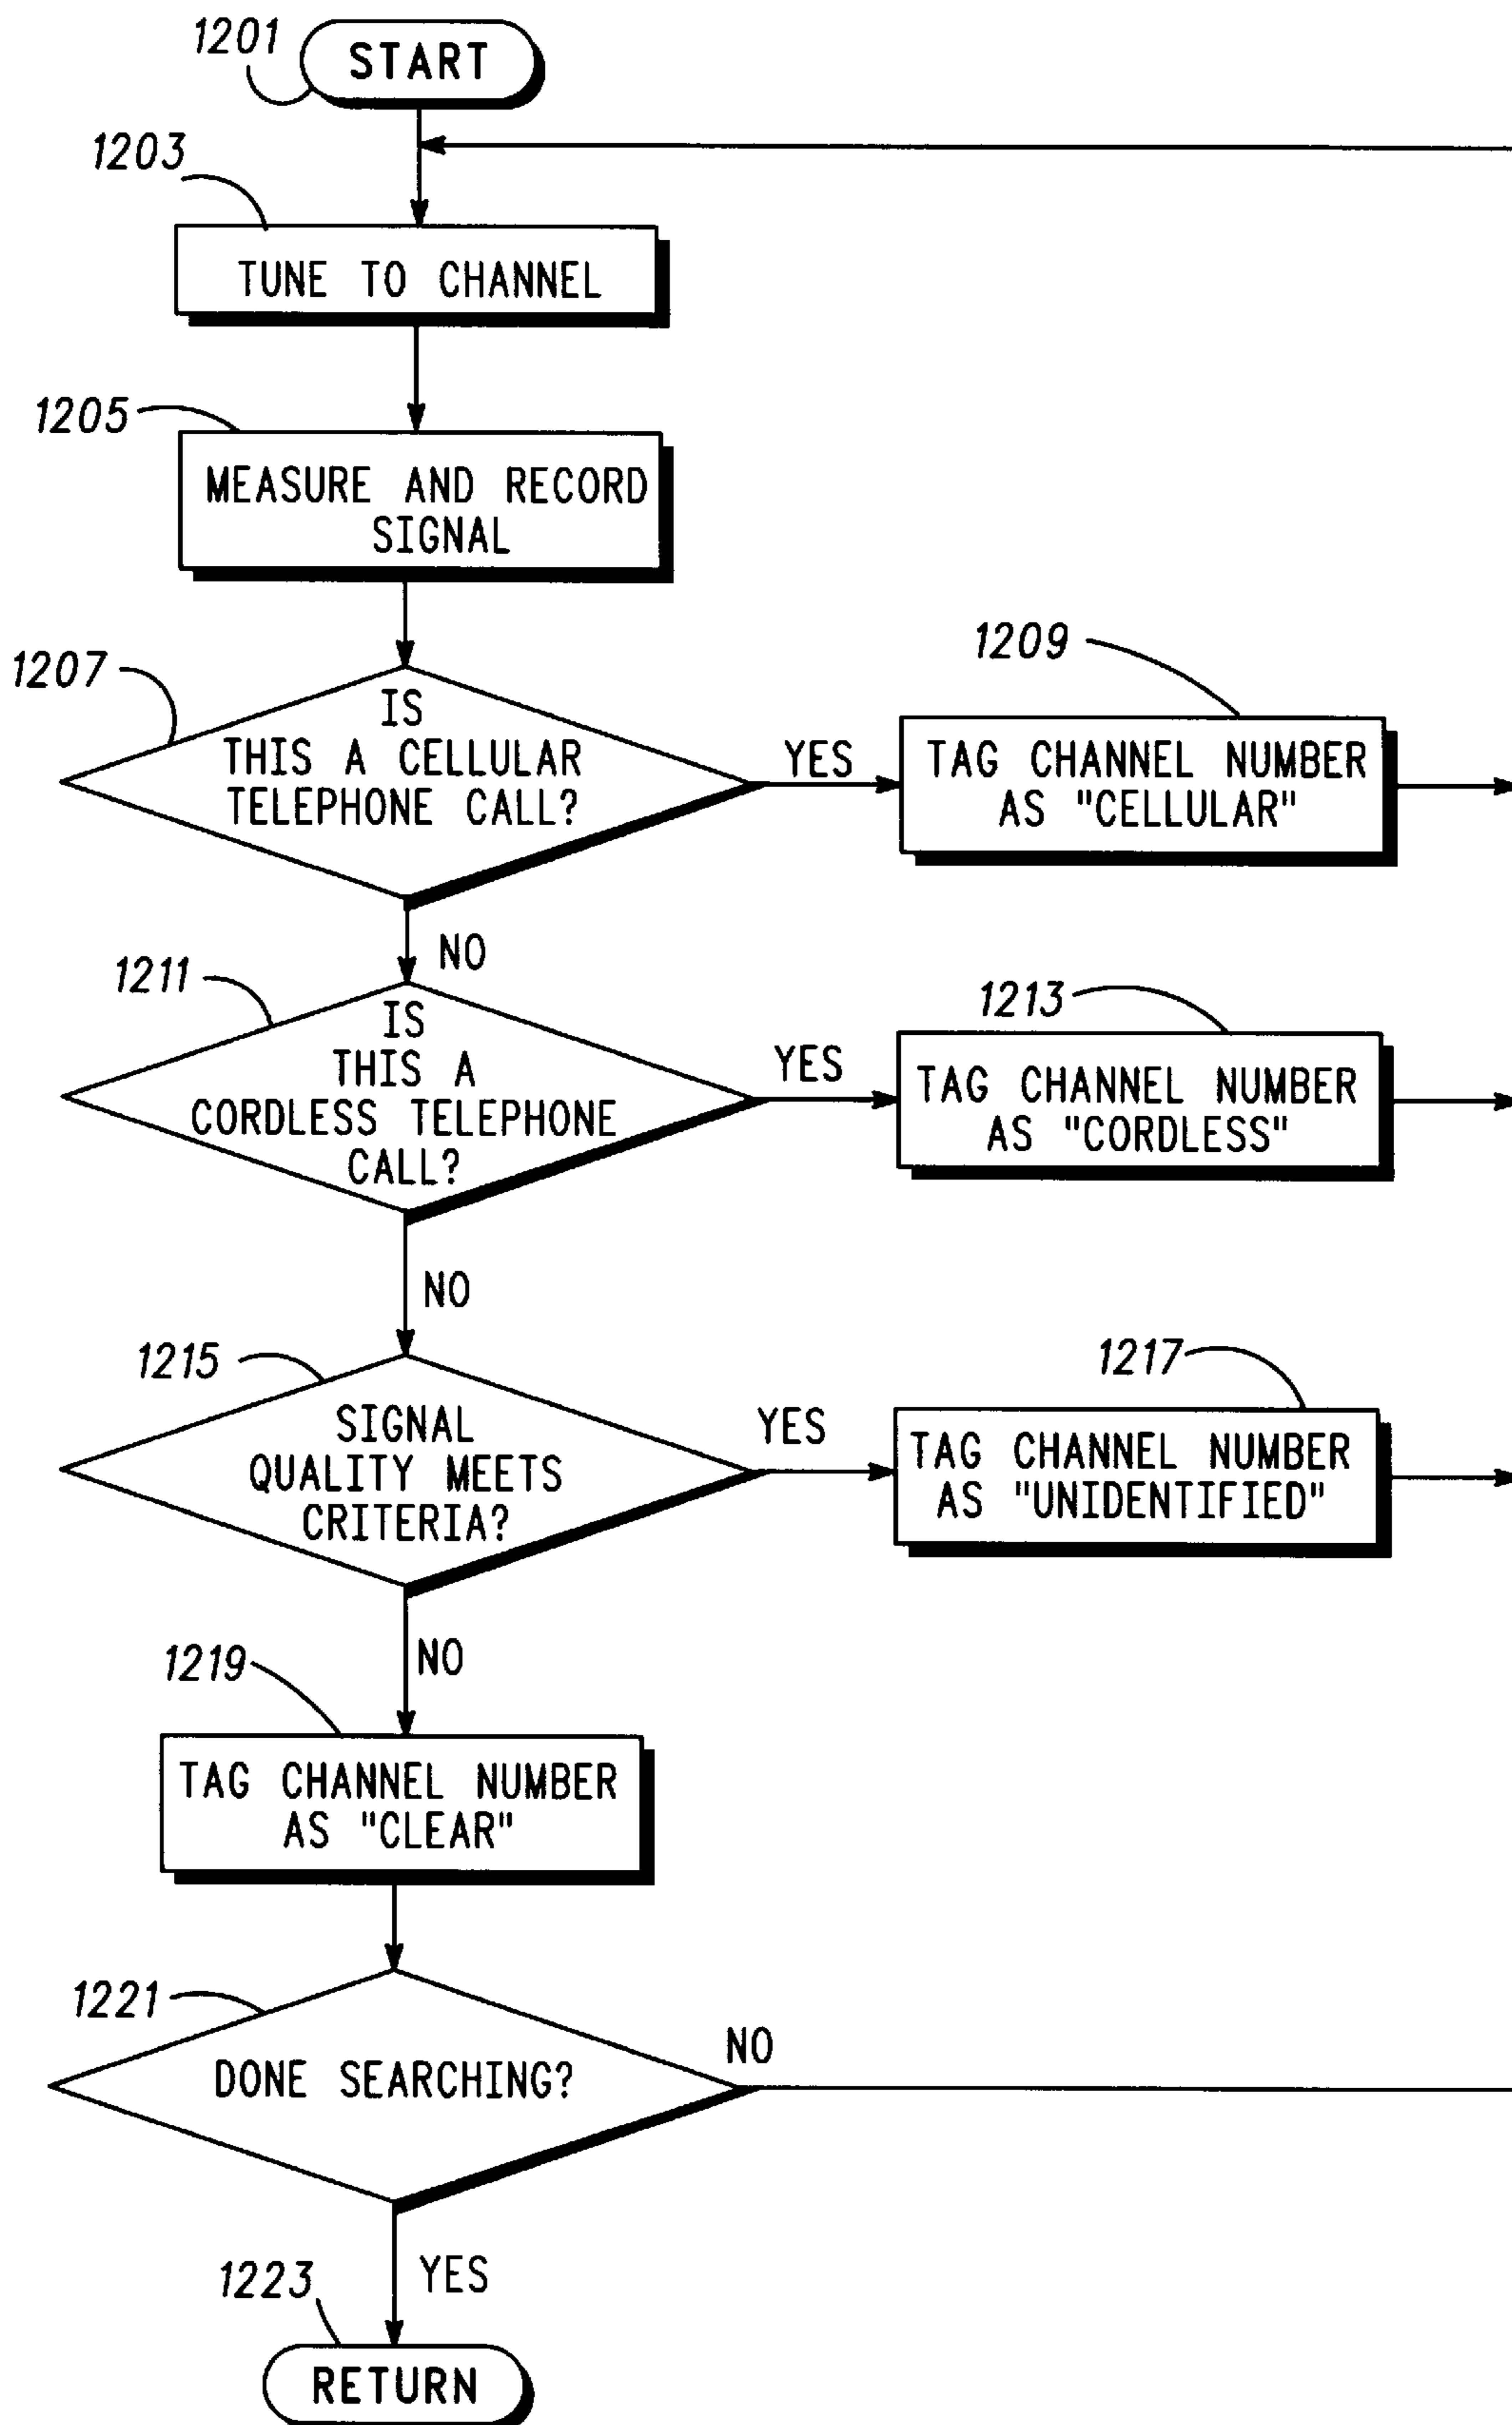 1201
START
1203
TUNE TO CHANNEL
1205
MEASURE AND RECORD
SIGNAL
1207
IS
THIS A CELLULAR
TELEPHONE CALL?
YES
1209
TAG CHANNEL NUMBER
AS "CELLULAR"
NO
1211
IS
THIS A
CORDLESS TELEPHONE
CALL?
YES
1213
TAG CHANNEL NUMBER
AS "CORDLESS"
NO
1215
SIGNAL
QUALITY MEETS
CRITERIA?
YES
1217
TAG CHANNEL NUMBER
AS "UNIDENTIFIED"
NO
1219
TAG CHANNEL NUMBER
AS "CLEAR"
1221
DONE SEARCHING?
NO
YES
1223
RETURN